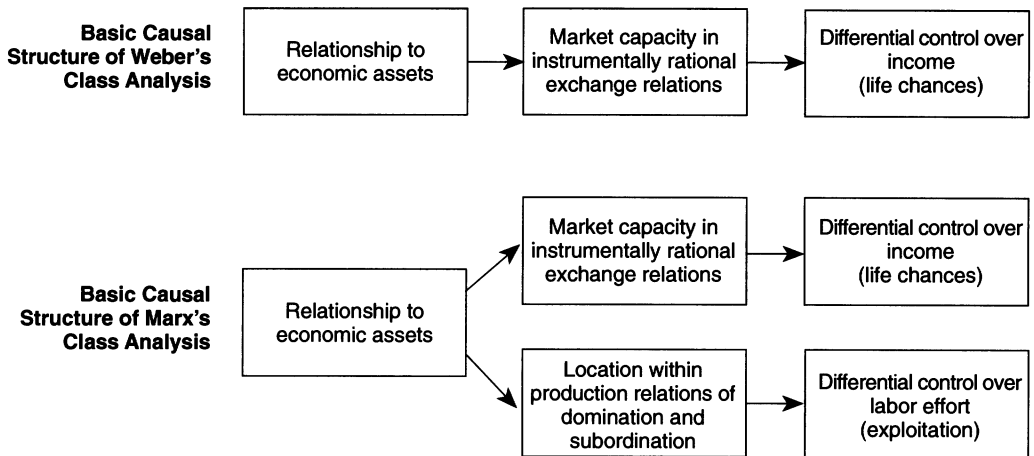 Basic Causal
Structure of Weber's
Class Analysis
Relationship to
economic assets
Market capacity in
instrumentally rational
exchange relations
Differential control over
income
(life chances)
Basic Causal
Structure of Marx's
Class Analysis
Relationship to
economic assets
Market capacity in
instrumentally rational
exchange relations
Differential control over
income
(life chances)
Location within
production relations of
domination and
subordination
Differential control over
labor effort
(exploitation)